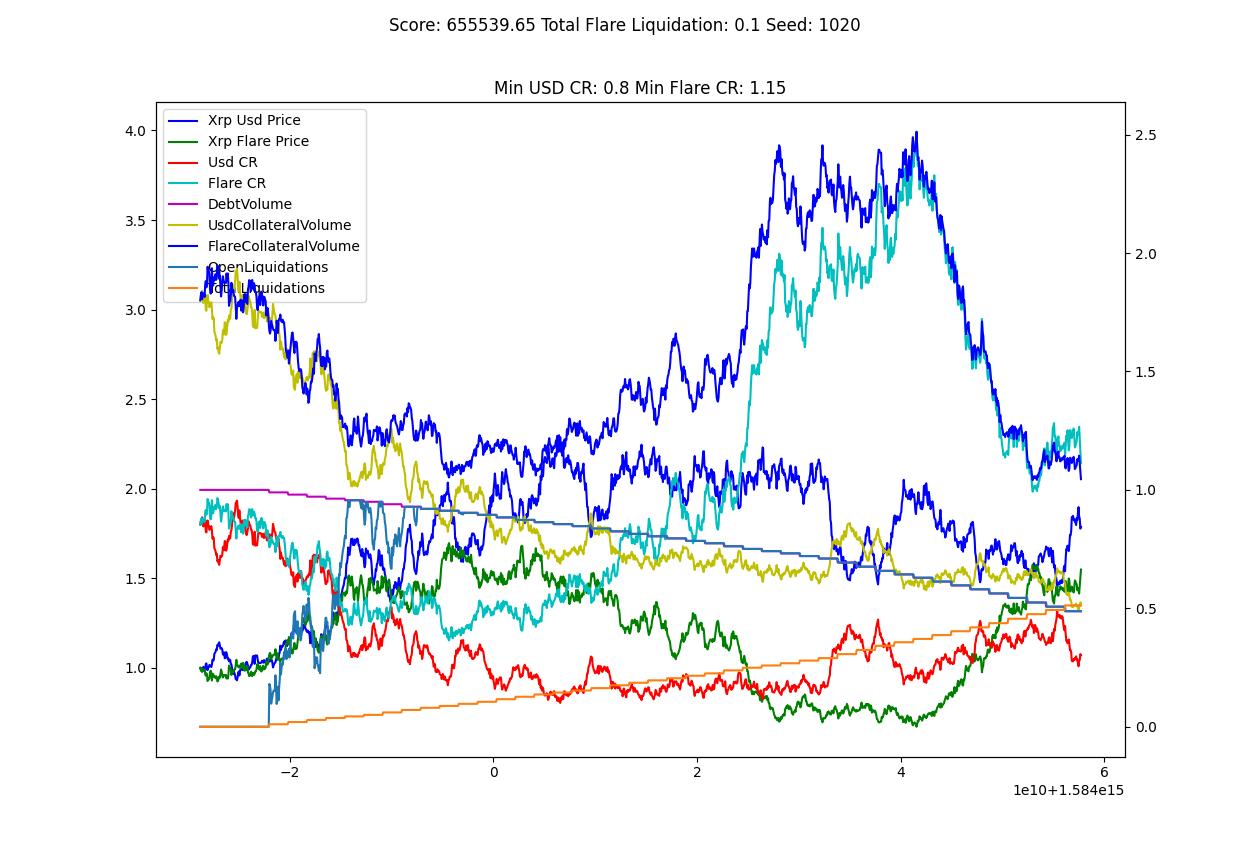 Score: 655539.65 Total Flare Liquidation: 0.1 Seed: 1020
Min USD CR: 0.8 Min Flare CR: 1.15
Xrp Usd Price
Xrp Flare Price
Usd CR
Flare CR
DebtVolume
UsdCollateralVolume
FlareCollateralVolume
OpenLiquidations
Liquidations
4.0
3.5
3.0
2.5
2.0
1.5
1.0
2.5
2.0
1.5
1.0
0.5
0.0
−2
0
2
4
6
1e10+1.584e15